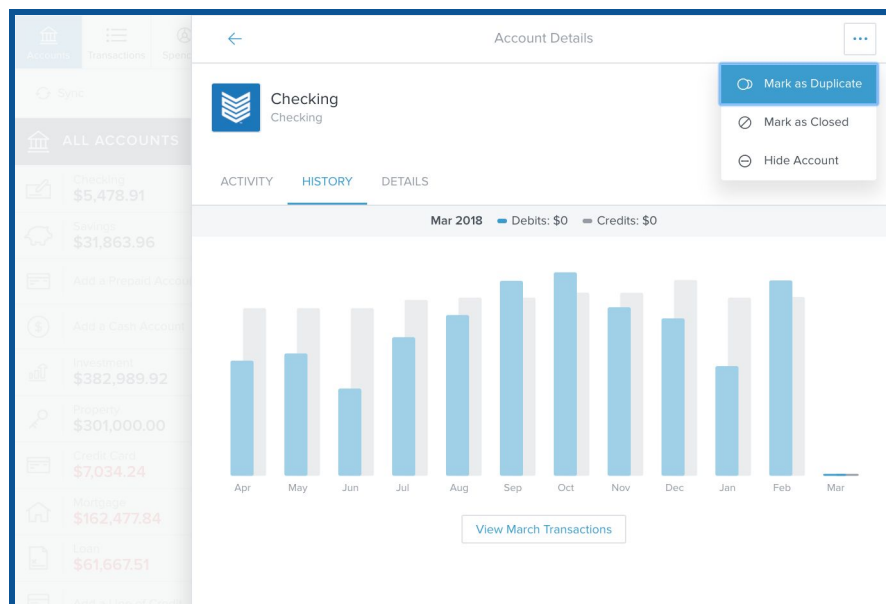 Accounts
Transactions
Account Details
...
Mark as Duplicate
Mark as Closed
Hide Account
Sync
ALL ACCOUNTS
Checking
$5,478.91
Savings
$31,863.96
Add a Prepaid
Add a Cash Account
Investment
$382,989.92
Property
$301,000.00
Credit Card
$7,034.24
Mortgage
$162,477.84
Loan
$61,667.51
Checking
Checking
ACTIVITY HISTORY DETAILS
Mar 2018 Debits: $0 Credits: $0
Apr May Jun Jul Aug Sep Oct Nov Dec Jan Feb Mar
View March Transactions